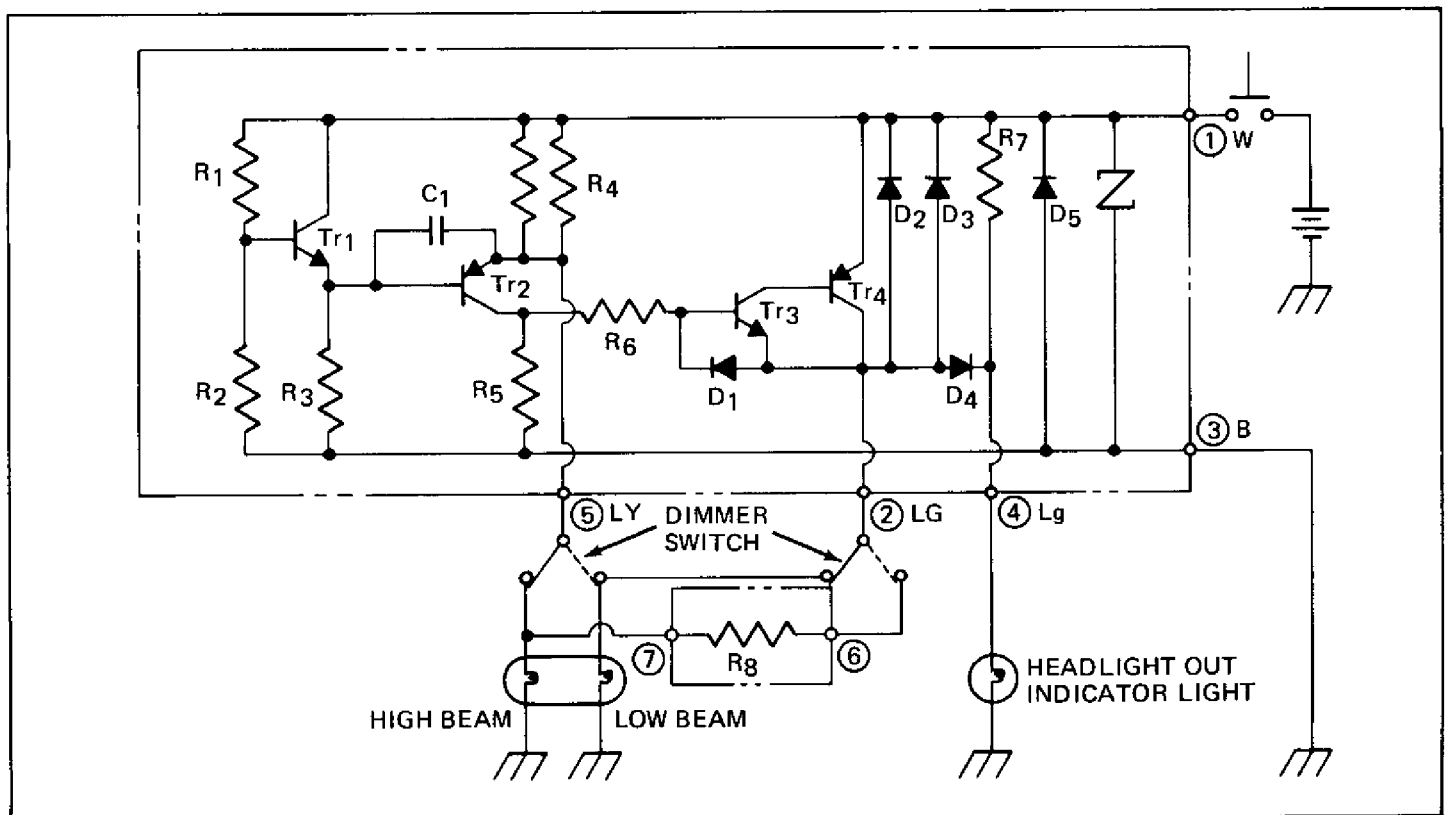 ① W
R7
R1
R4
C1
Tr1
D2
D3
D5
Z
Tr2
Tr3
Tr4
R6
R2
R3
R5
D1
D4
③ B
⑤ LY
DIMMER
SWITCH
② LG
④ Lg
⑦
R8
⑥
HIGH BEAM
LOW BEAM
HEADLIGHT OUT
INDICATOR LIGHT